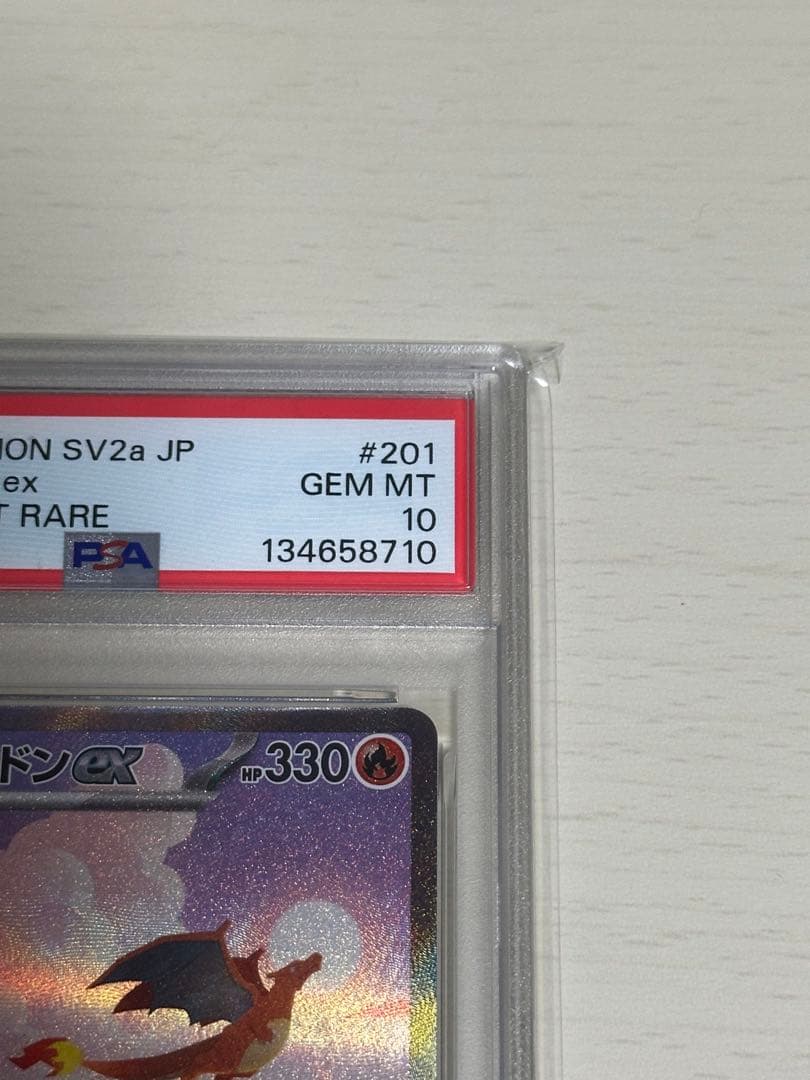 ION SV2a JP #201
ex GEM MT
T RARE 10
PSA 134658710
ドンex HP330